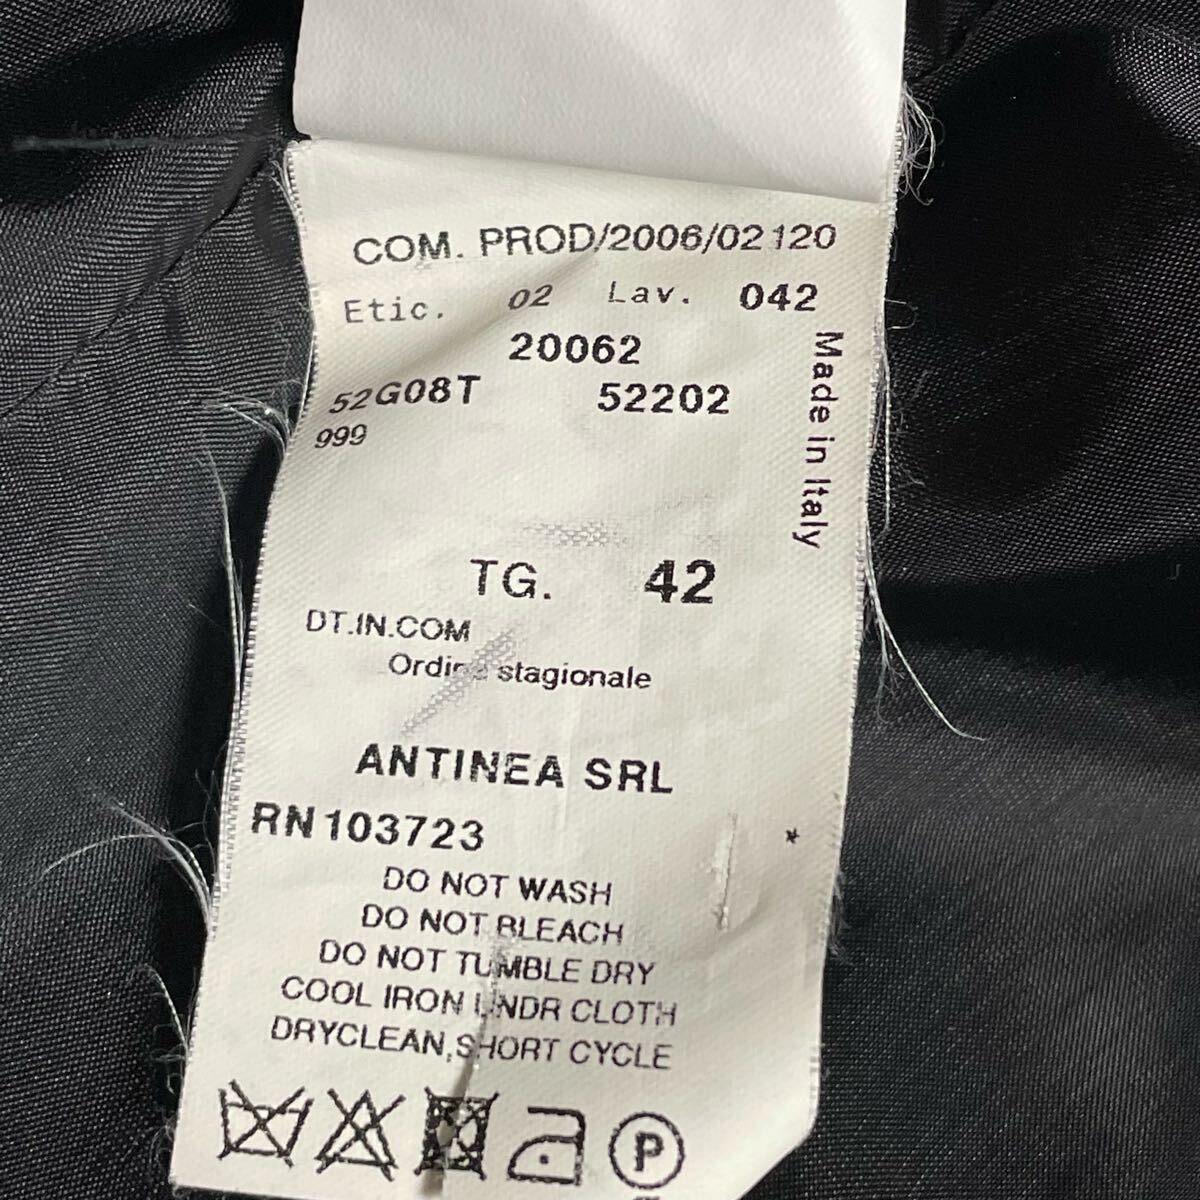 COM. PROD/2006/02120
Etic. 02 Lav. 042
20062
52G08T 52202
999
Made in Italy
TG. 42
DT.IN.COM
Ordine stagionale
ANTINEA SRL
RN103723 *
DO NOT WASH
DO NOT BLEACH
DO NOT TUMBLE DRY
COOL IRON UNDR CLOTH
DRYCLEAN,SHORT CYCLE
P